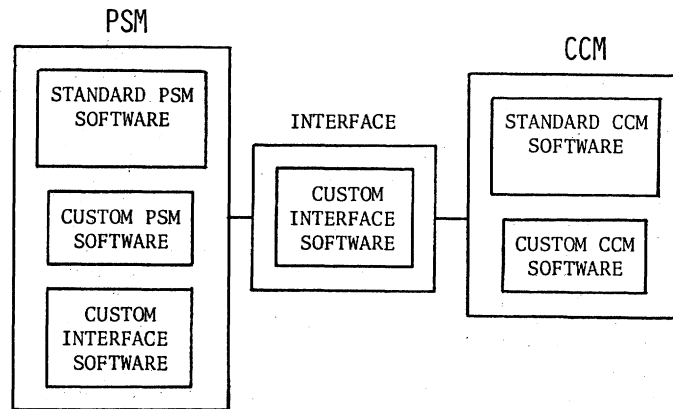 PSM
STANDARD PSM
SOFTWARE
CUSTOM PSM
SOFTWARE
CUSTOM
INTERFACE
SOFTWARE
INTERFACE
CUSTOM
INTERFACE
SOFTWARE
CCM
STANDARD CCM
SOFTWARE
CUSTOM CCM
SOFTWARE